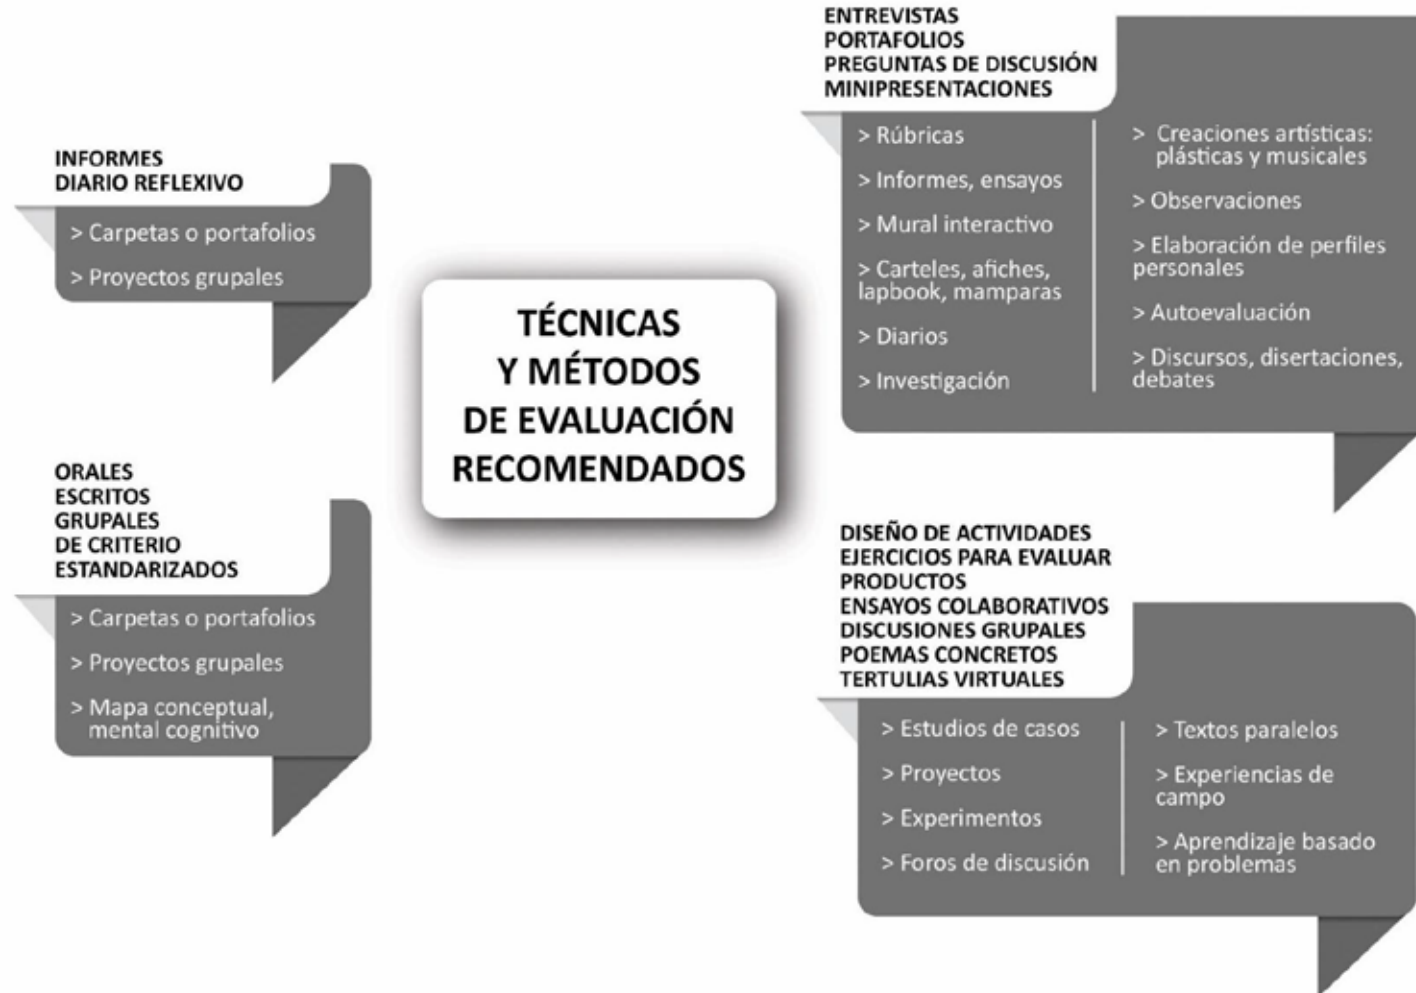 INFORMES
DIARIO REFLEXIVO
> Carpetas o portafolios
> Proyectos grupales
ORALES
ESCRITOS
GRUPALES
DE CRITERIO
ESTANDARIZADOS
> Carpetas o portafolios
> Proyectos grupales
> Mapa conceptual,
mental cognitivo
TÉCNICAS
Y MÉTODOS
DE EVALUACIÓN
RECOMENDADOS
ENTREVISTAS
PORTAFOLIOS
PREGUNTAS DE DISCUSIÓN
MINIPRESENTACIONES
> Rúbricas
> Informes, ensayos
> Mural interactivo
> Carteles, afiches,
lapbook, mamparas
> Diarios
> Investigación
> Creaciones artísticas:
plásticas y musicales
> Observaciones
> Elaboración de perfiles
personales
> Autoevaluación
> Discursos, disertaciones,
debates
DISEÑO DE ACTIVIDADES
EJERCICIOS PARA EVALUAR
PRODUCTOS
ENSAYOS COLABORATIVOS
DISCUSIONES GRUPALES
POEMAS CONCRETOS
TERTULIAS VIRTUALES
> Estudios de casos
> Proyectos
> Experimentos
> Foros de discusión
> Textos paralelos
> Experiencias de
campo
> Aprendizaje basado
en problemas